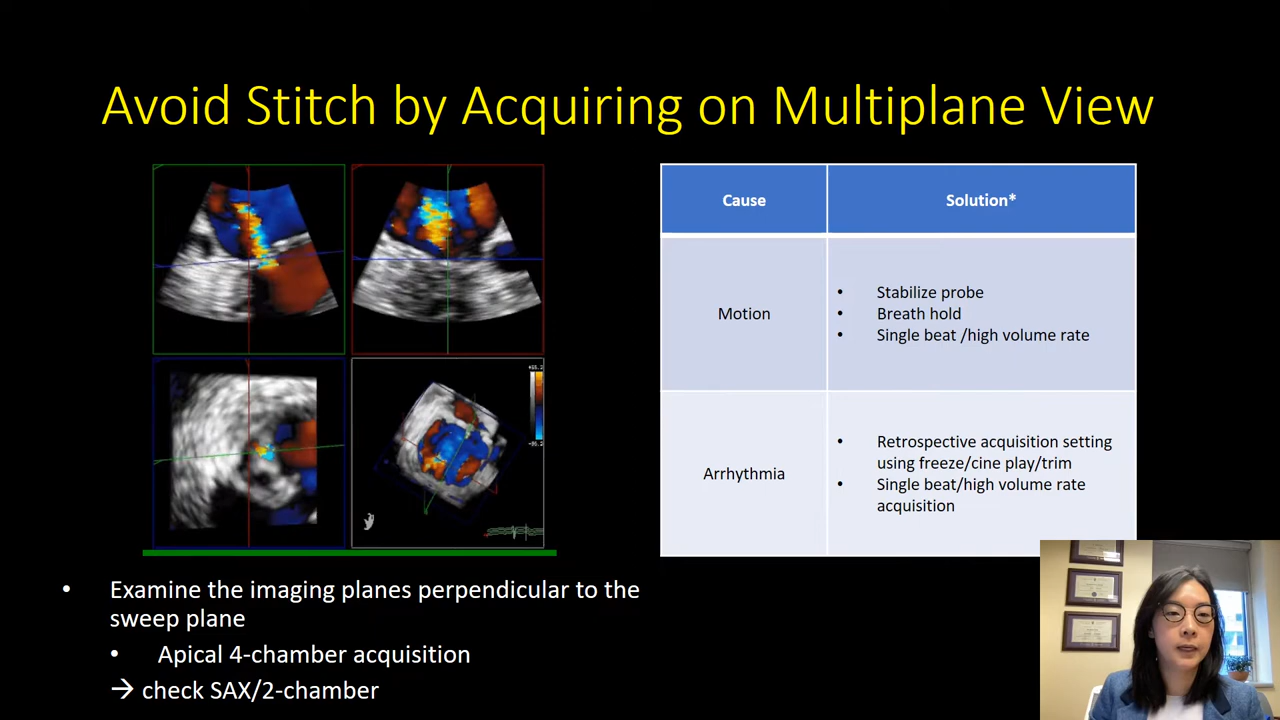 Avoid Stitch by Acquiring on Multiplane View
Cause
Solution*
Motion
• Stabilize probe
• Breath hold
• Single beat /high volume rate
Arrhythmia
• Retrospective acquisition setting
using freeze/cine play/trim
• Single beat/high volume rate
acquisition
• Examine the imaging planes perpendicular to the
sweep plane
• Apical 4-chamber acquisition
→ check SAX/2-chamber